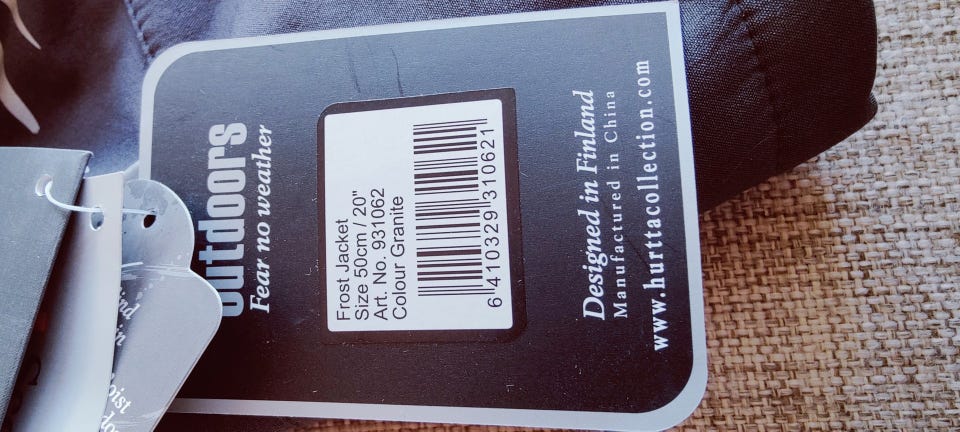 Outdoors
Fear no weather
Frost Jacket
Size 50cm / 20"
Art. No. 931062
Colour Granite
6 410329 310621
Designed in Finland
Manufactured in China
www.hurttacollection.com